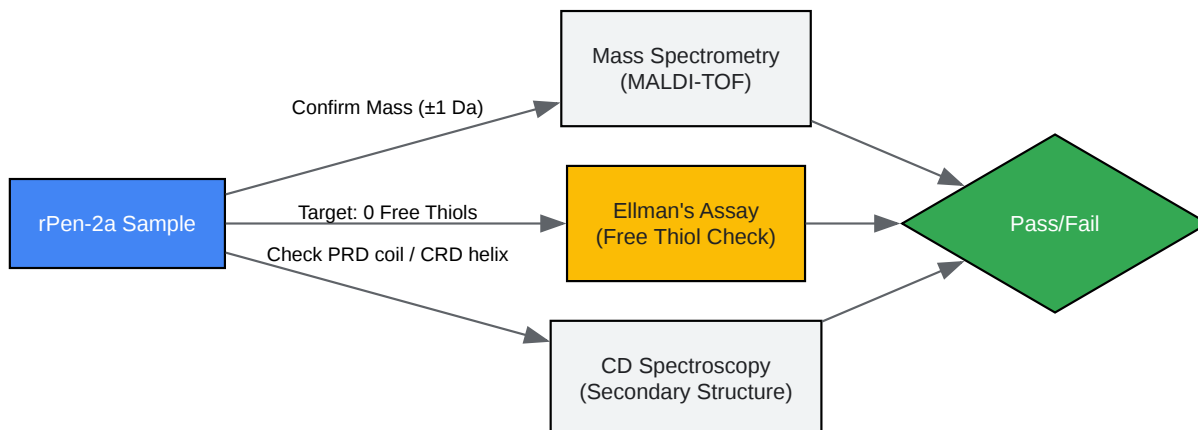 Mass Spectrometry
(MALDI-TOF)
Confirm Mass (±1 Da)
rPen-2a Sample
Target: 0 Free Thiols
Ellman's Assay
(Free Thiol Check)
Pass/Fail
Check PRD coil / CRD helix
CD Spectroscopy
(Secondary Structure)